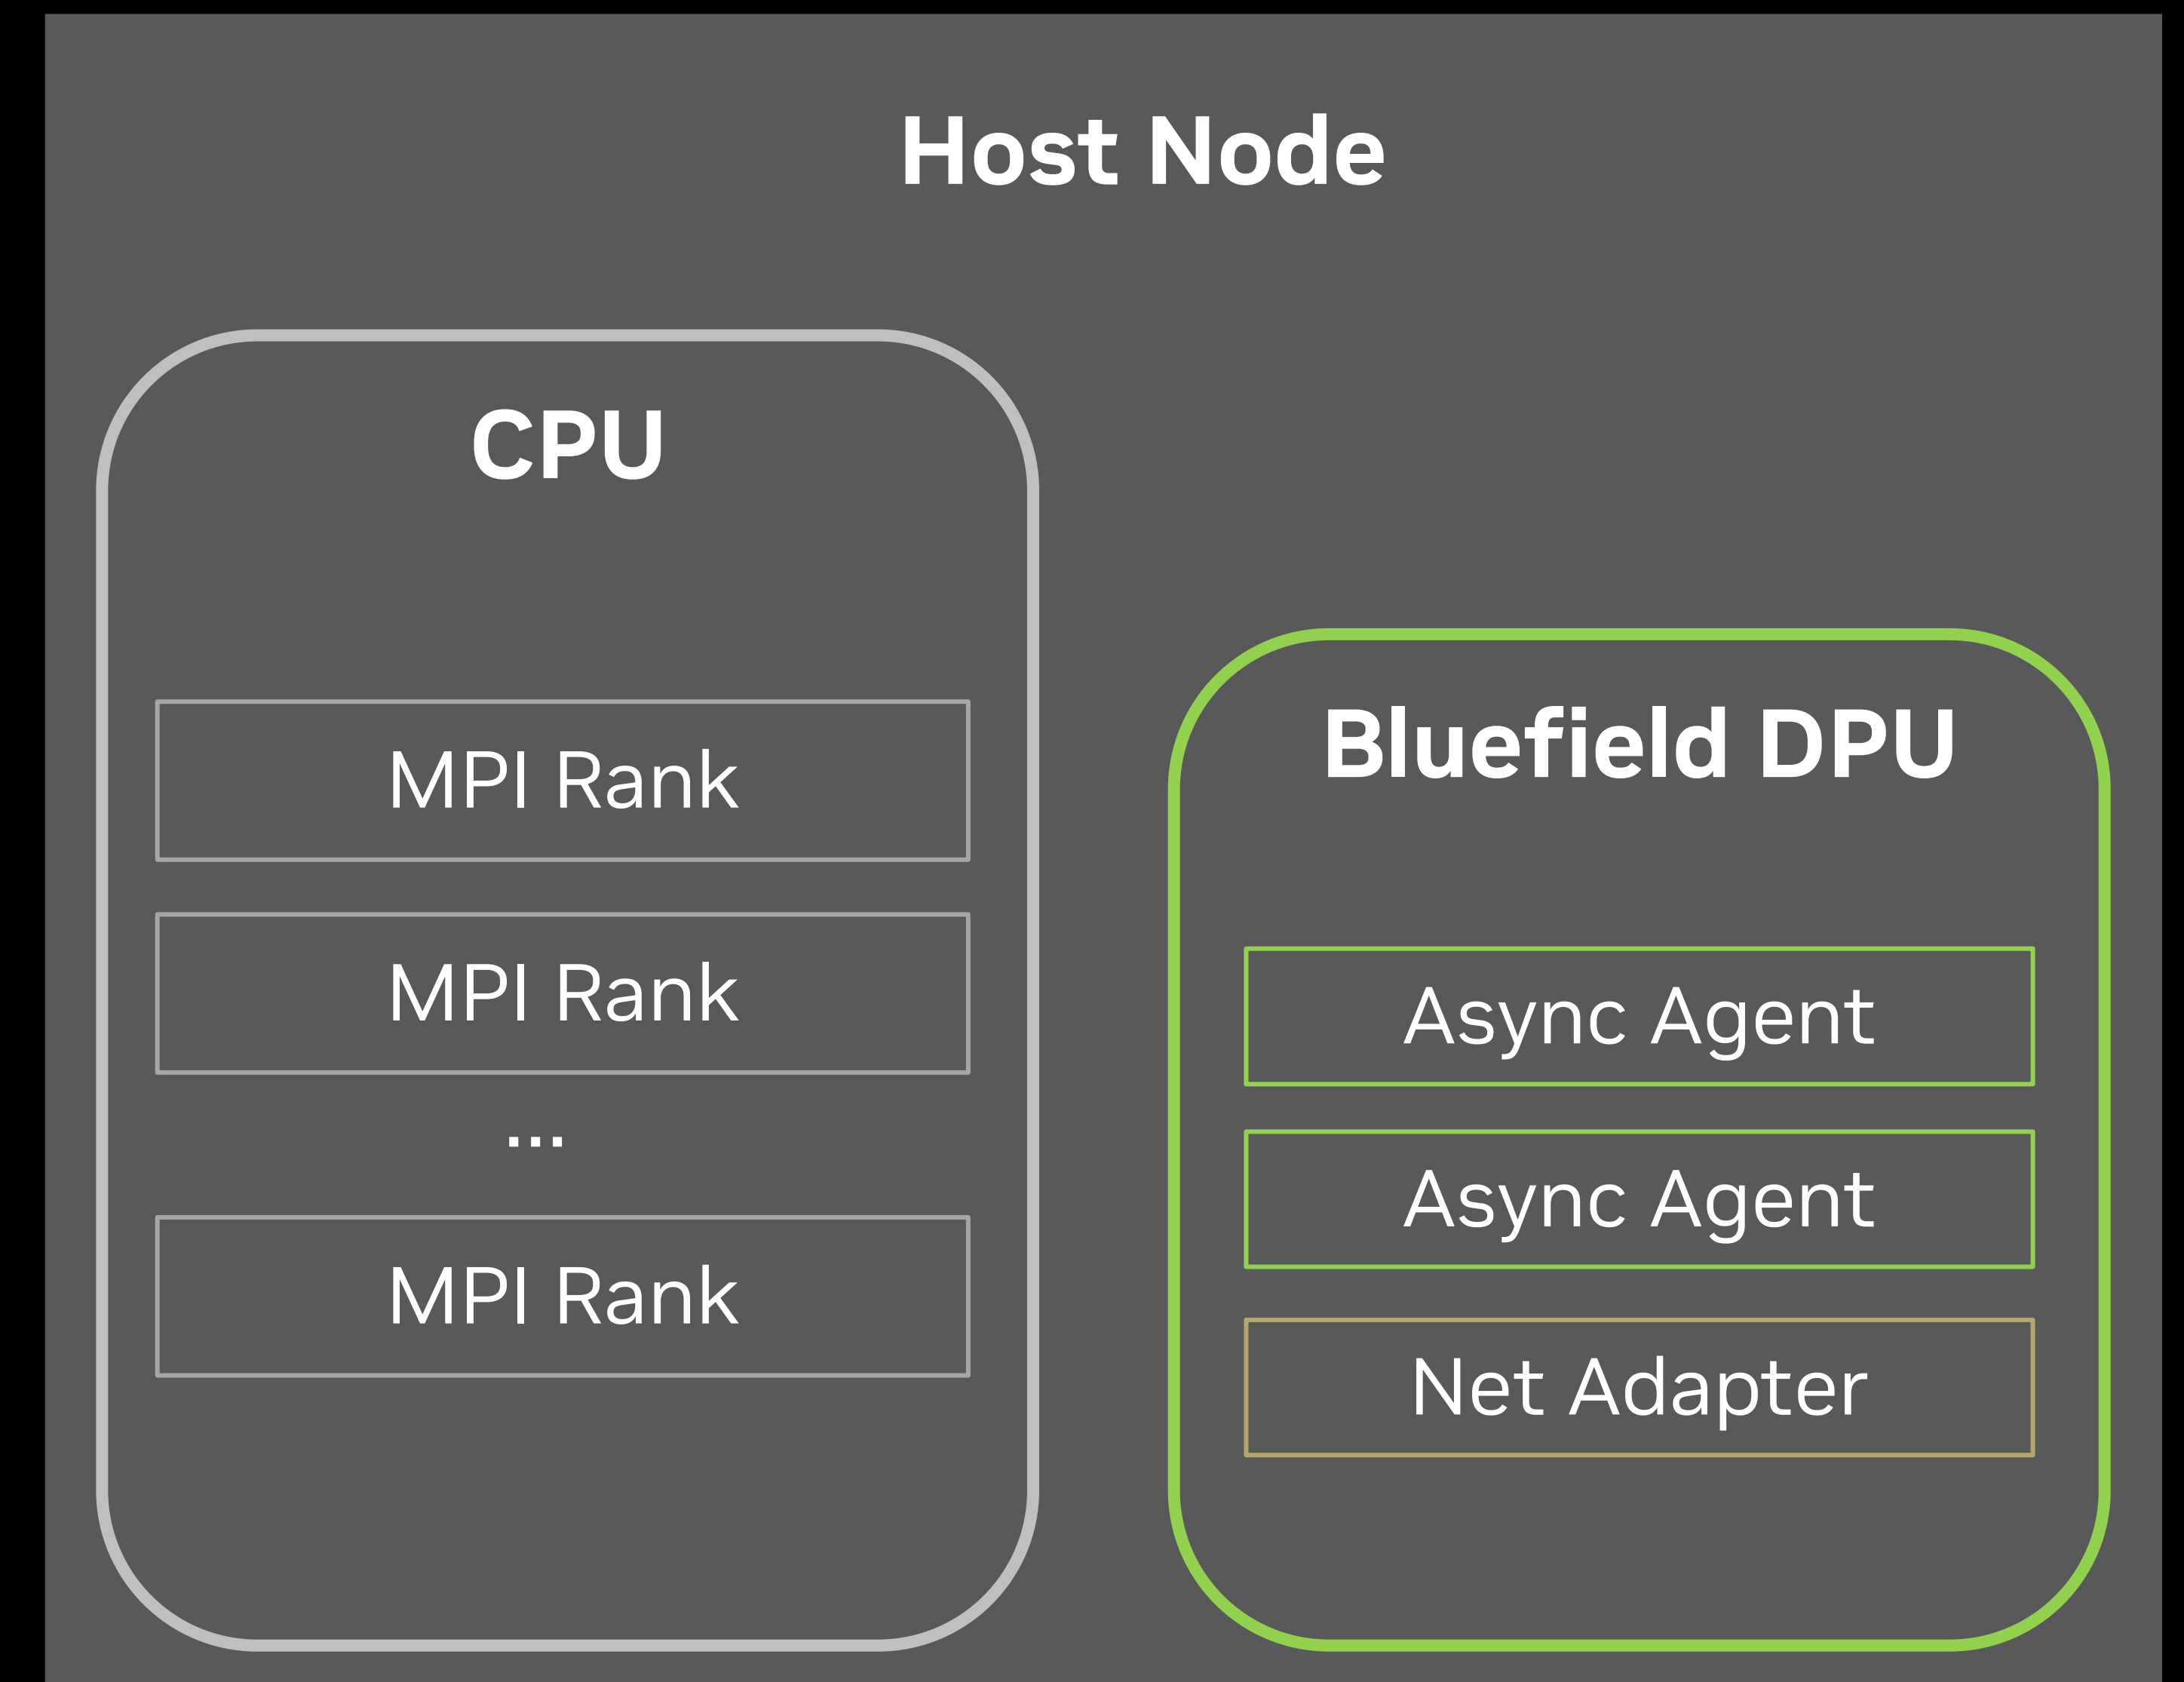 Host Node
CPU
MPI Rank
MPI Rank
...
MPI Rank
Bluefield DPU
Async Agent
Async Agent
Net Adapter